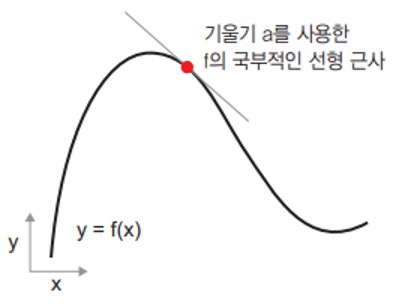 기울기 a를 사용한
f의 국부적인 선형 근사
y = f(x)
y
x